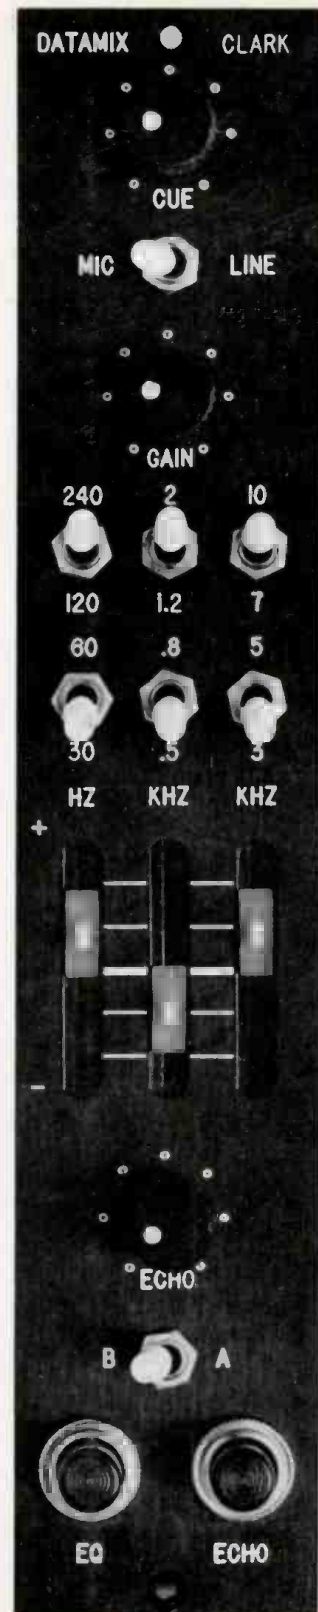 DATAMIX CLARK
CUE
MIC LINE
GAIN
240 2 10
120 1.2 7
60 .8 5
30 .5 3
HZ KHZ KHZ
+
−
ECHO
B A
EQ ECHO